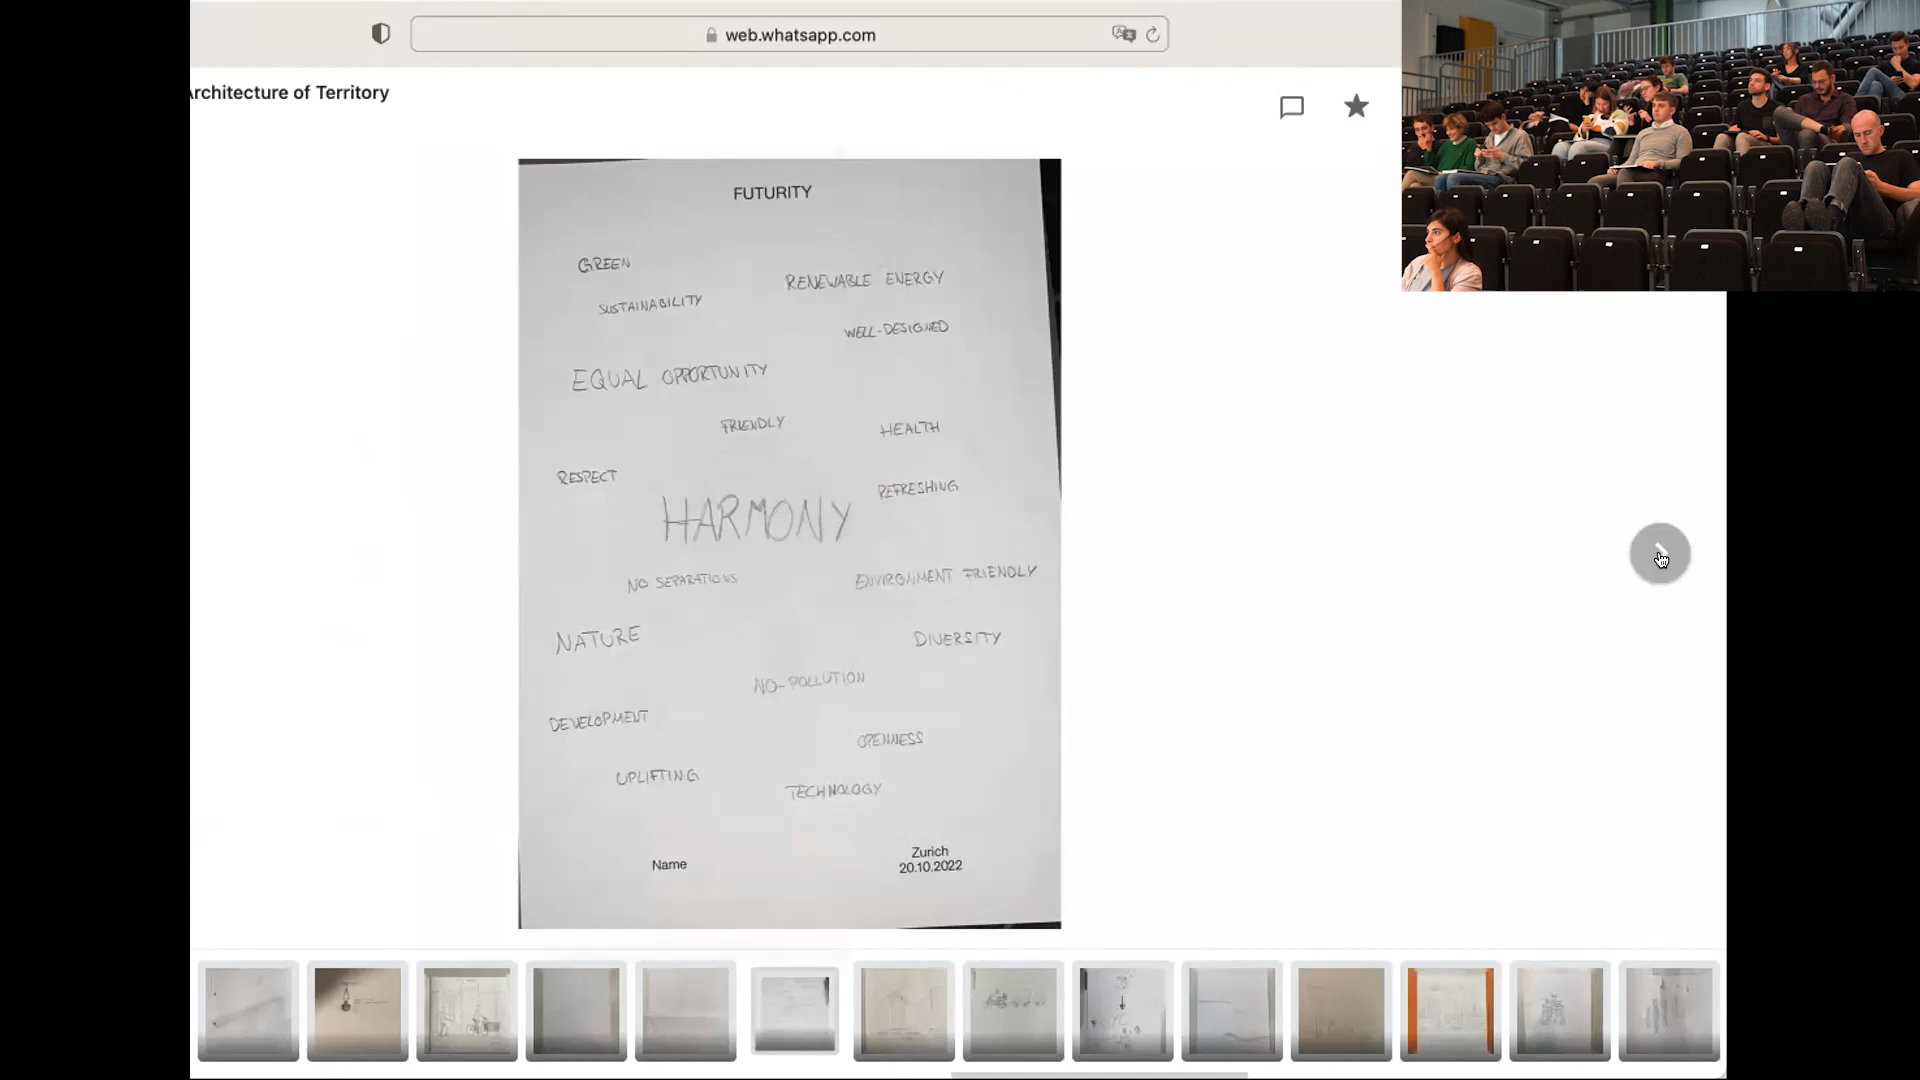 web.whatsapp.com
Architecture of Territory
FUTURITY
GREEN
RENEWABLE ENERGY
SUSTAINABILITY
WELL-DESIGNED
EQUAL OPPORTUNITY
FRIENDLY
HEALTH
RESPECT
REFRESHING
HARMONY
NO SEPARATIONS
ENVIRONMENT FRIENDLY
NATURE
DIVERSITY
NO-POLLUTION
DEVELOPMENT
OPENNESS
UPLIFTING
TECHNOLOGY
Name
Zurich
20.10.2022